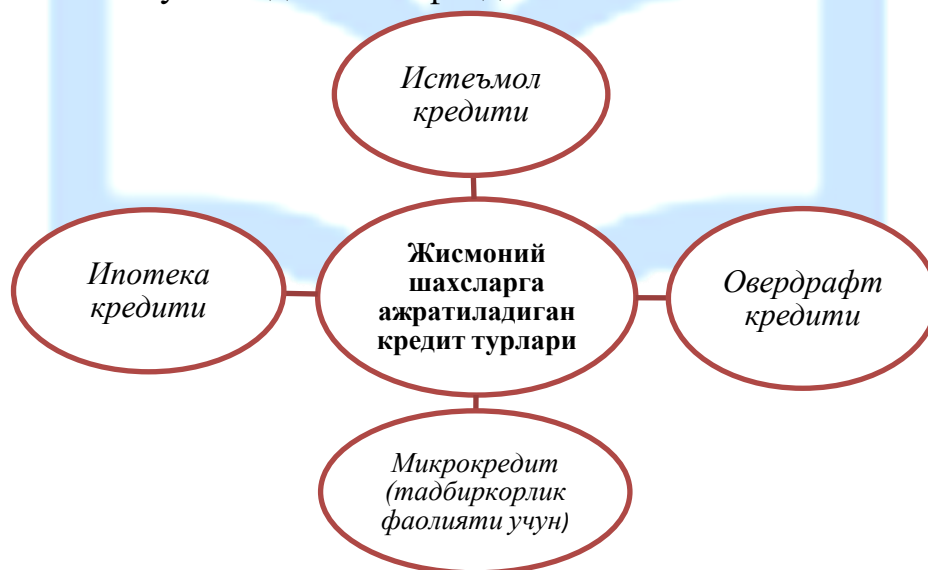 Истеъмол
кредити
Ипотека
кредити
Жисмоний
шахсларга
ажратиладиган
кредит турлари
Овердрафт
кредити
Микрокредит
(тадбиркорлик
фаолияти учун)